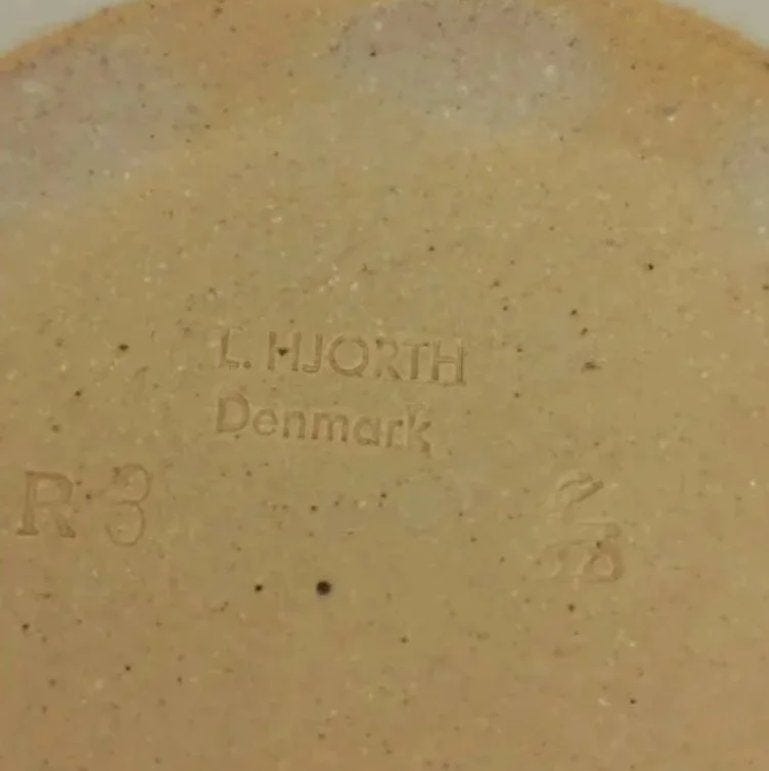 L. HJORTH
Denmark
R 3